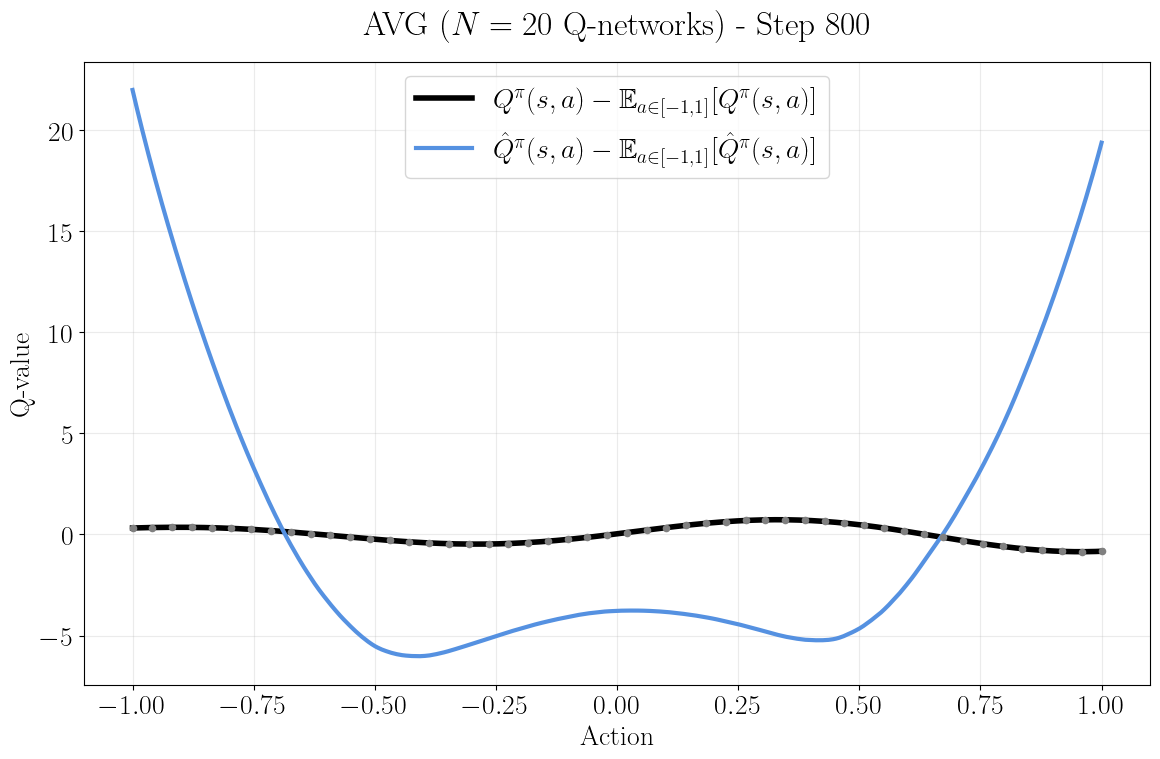 AVG (N = 20 Q-networks) - Step 800
Q^π(s, a) − 𝔼_{a∈[−1,1]}[Q^π(s, a)]
Q̂^π(s, a) − 𝔼_{a∈[−1,1]}[Q̂^π(s, a)]
Q-value
20
15
10
5
0
−5
−1.00 −0.75 −0.50 −0.25 0.00 0.25 0.50 0.75 1.00
Action